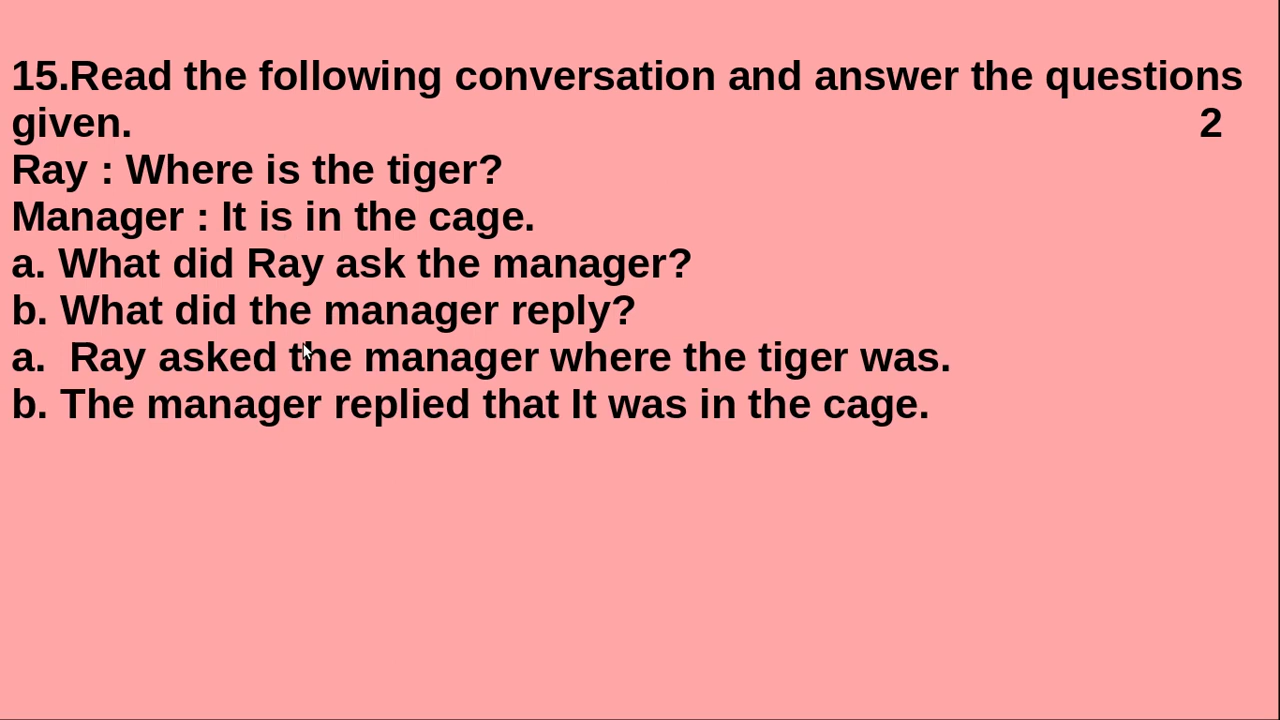 15.Read the following conversation and answer the questions
given. 2
Ray : Where is the tiger?
Manager : It is in the cage.
a. What did Ray ask the manager?
b. What did the manager reply?
a.  Ray asked the manager where the tiger was.
b. The manager replied that It was in the cage.